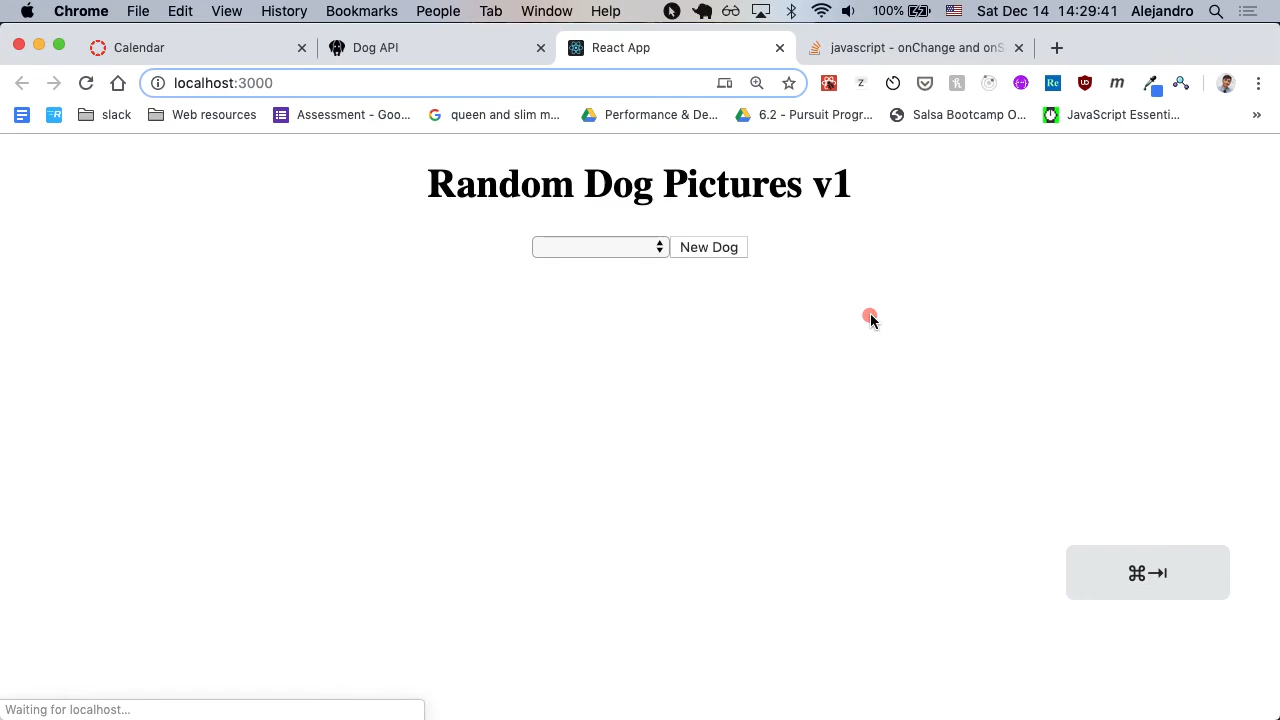 Chrome File Edit View History Bookmarks People Tab Window Help 100% Sat Dec 14 14:29:41 Alejandro
Calendar Dog API React App javascript - onChange and onS
localhost:3000 Z Re m
slack Web resources Assessment - Goo... queen and slim m... Performance & De... 6.2 - Pursuit Progr... Salsa Bootcamp O... JavaScript Essenti... »
Random Dog Pictures v1
New Dog
⌘⇥
Waiting for localhost...